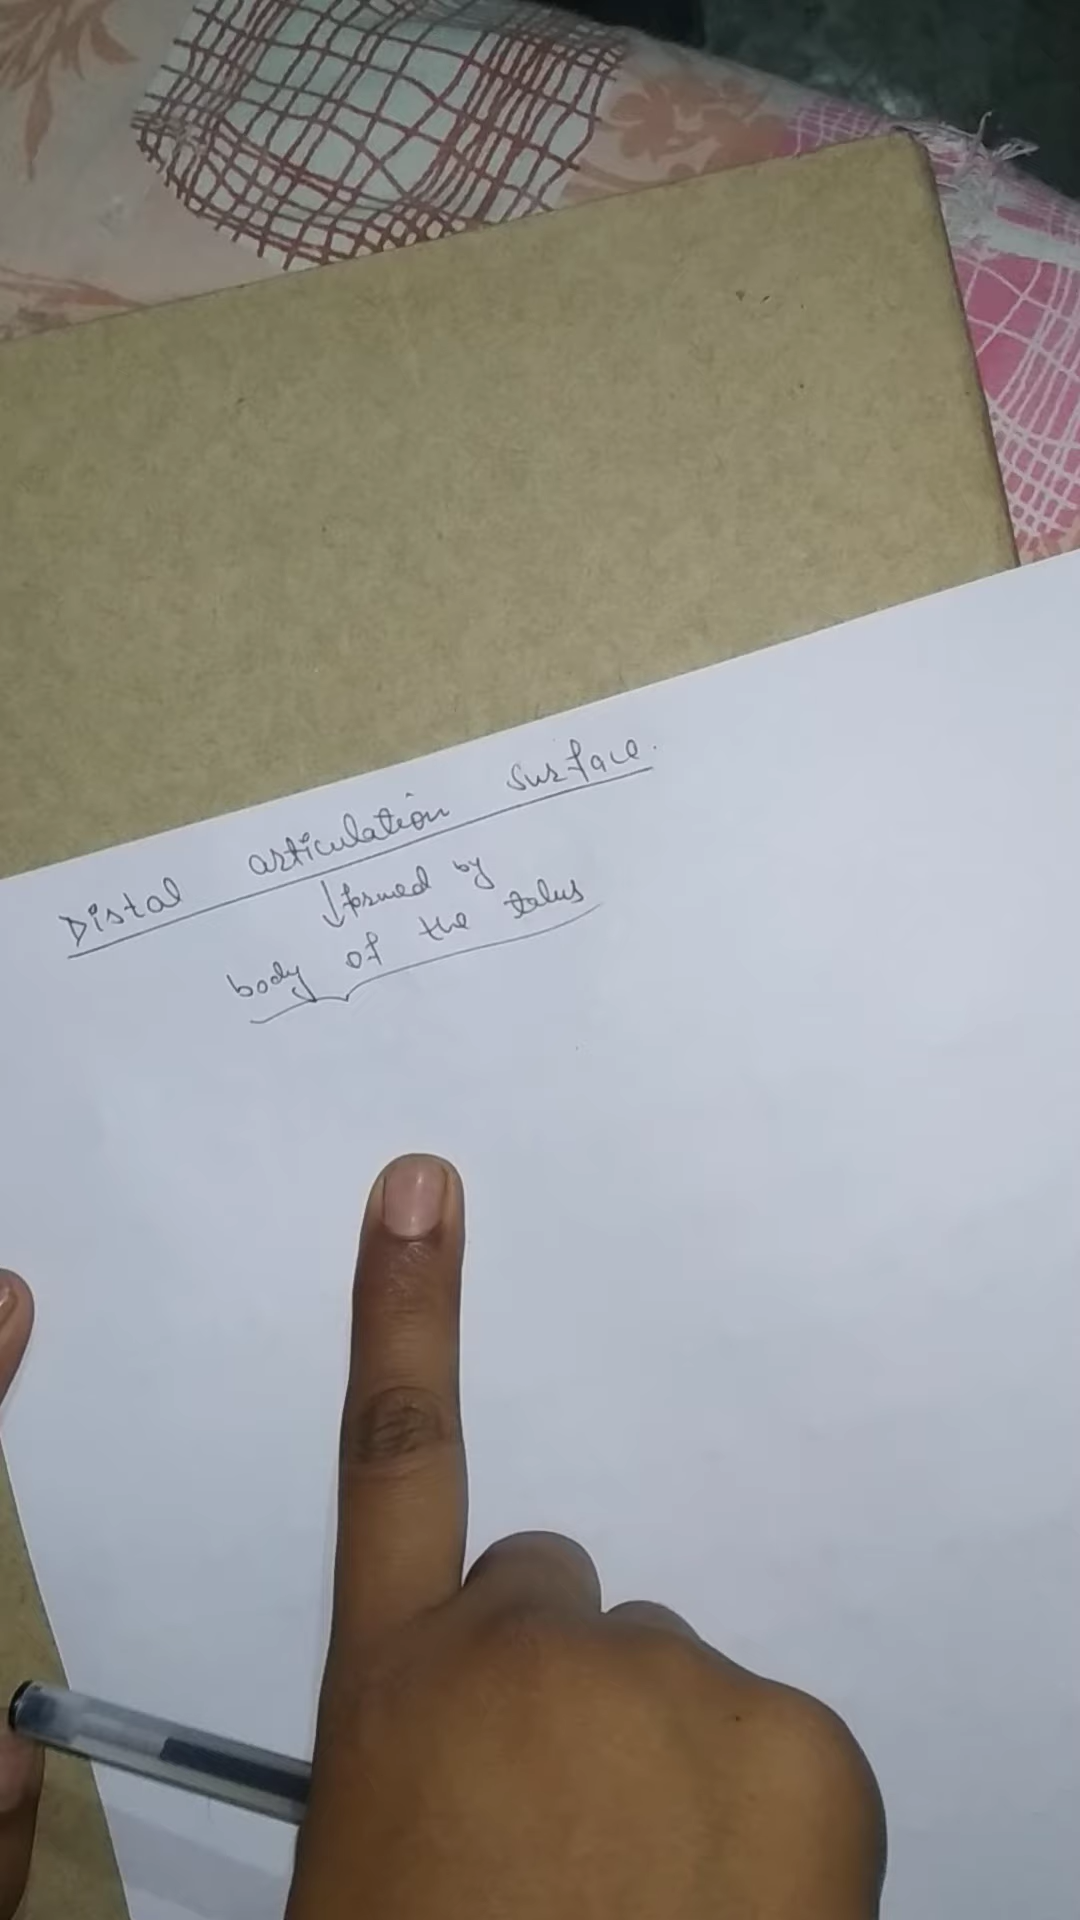 Distal articulation surface.
↓ formed by
body of the talus